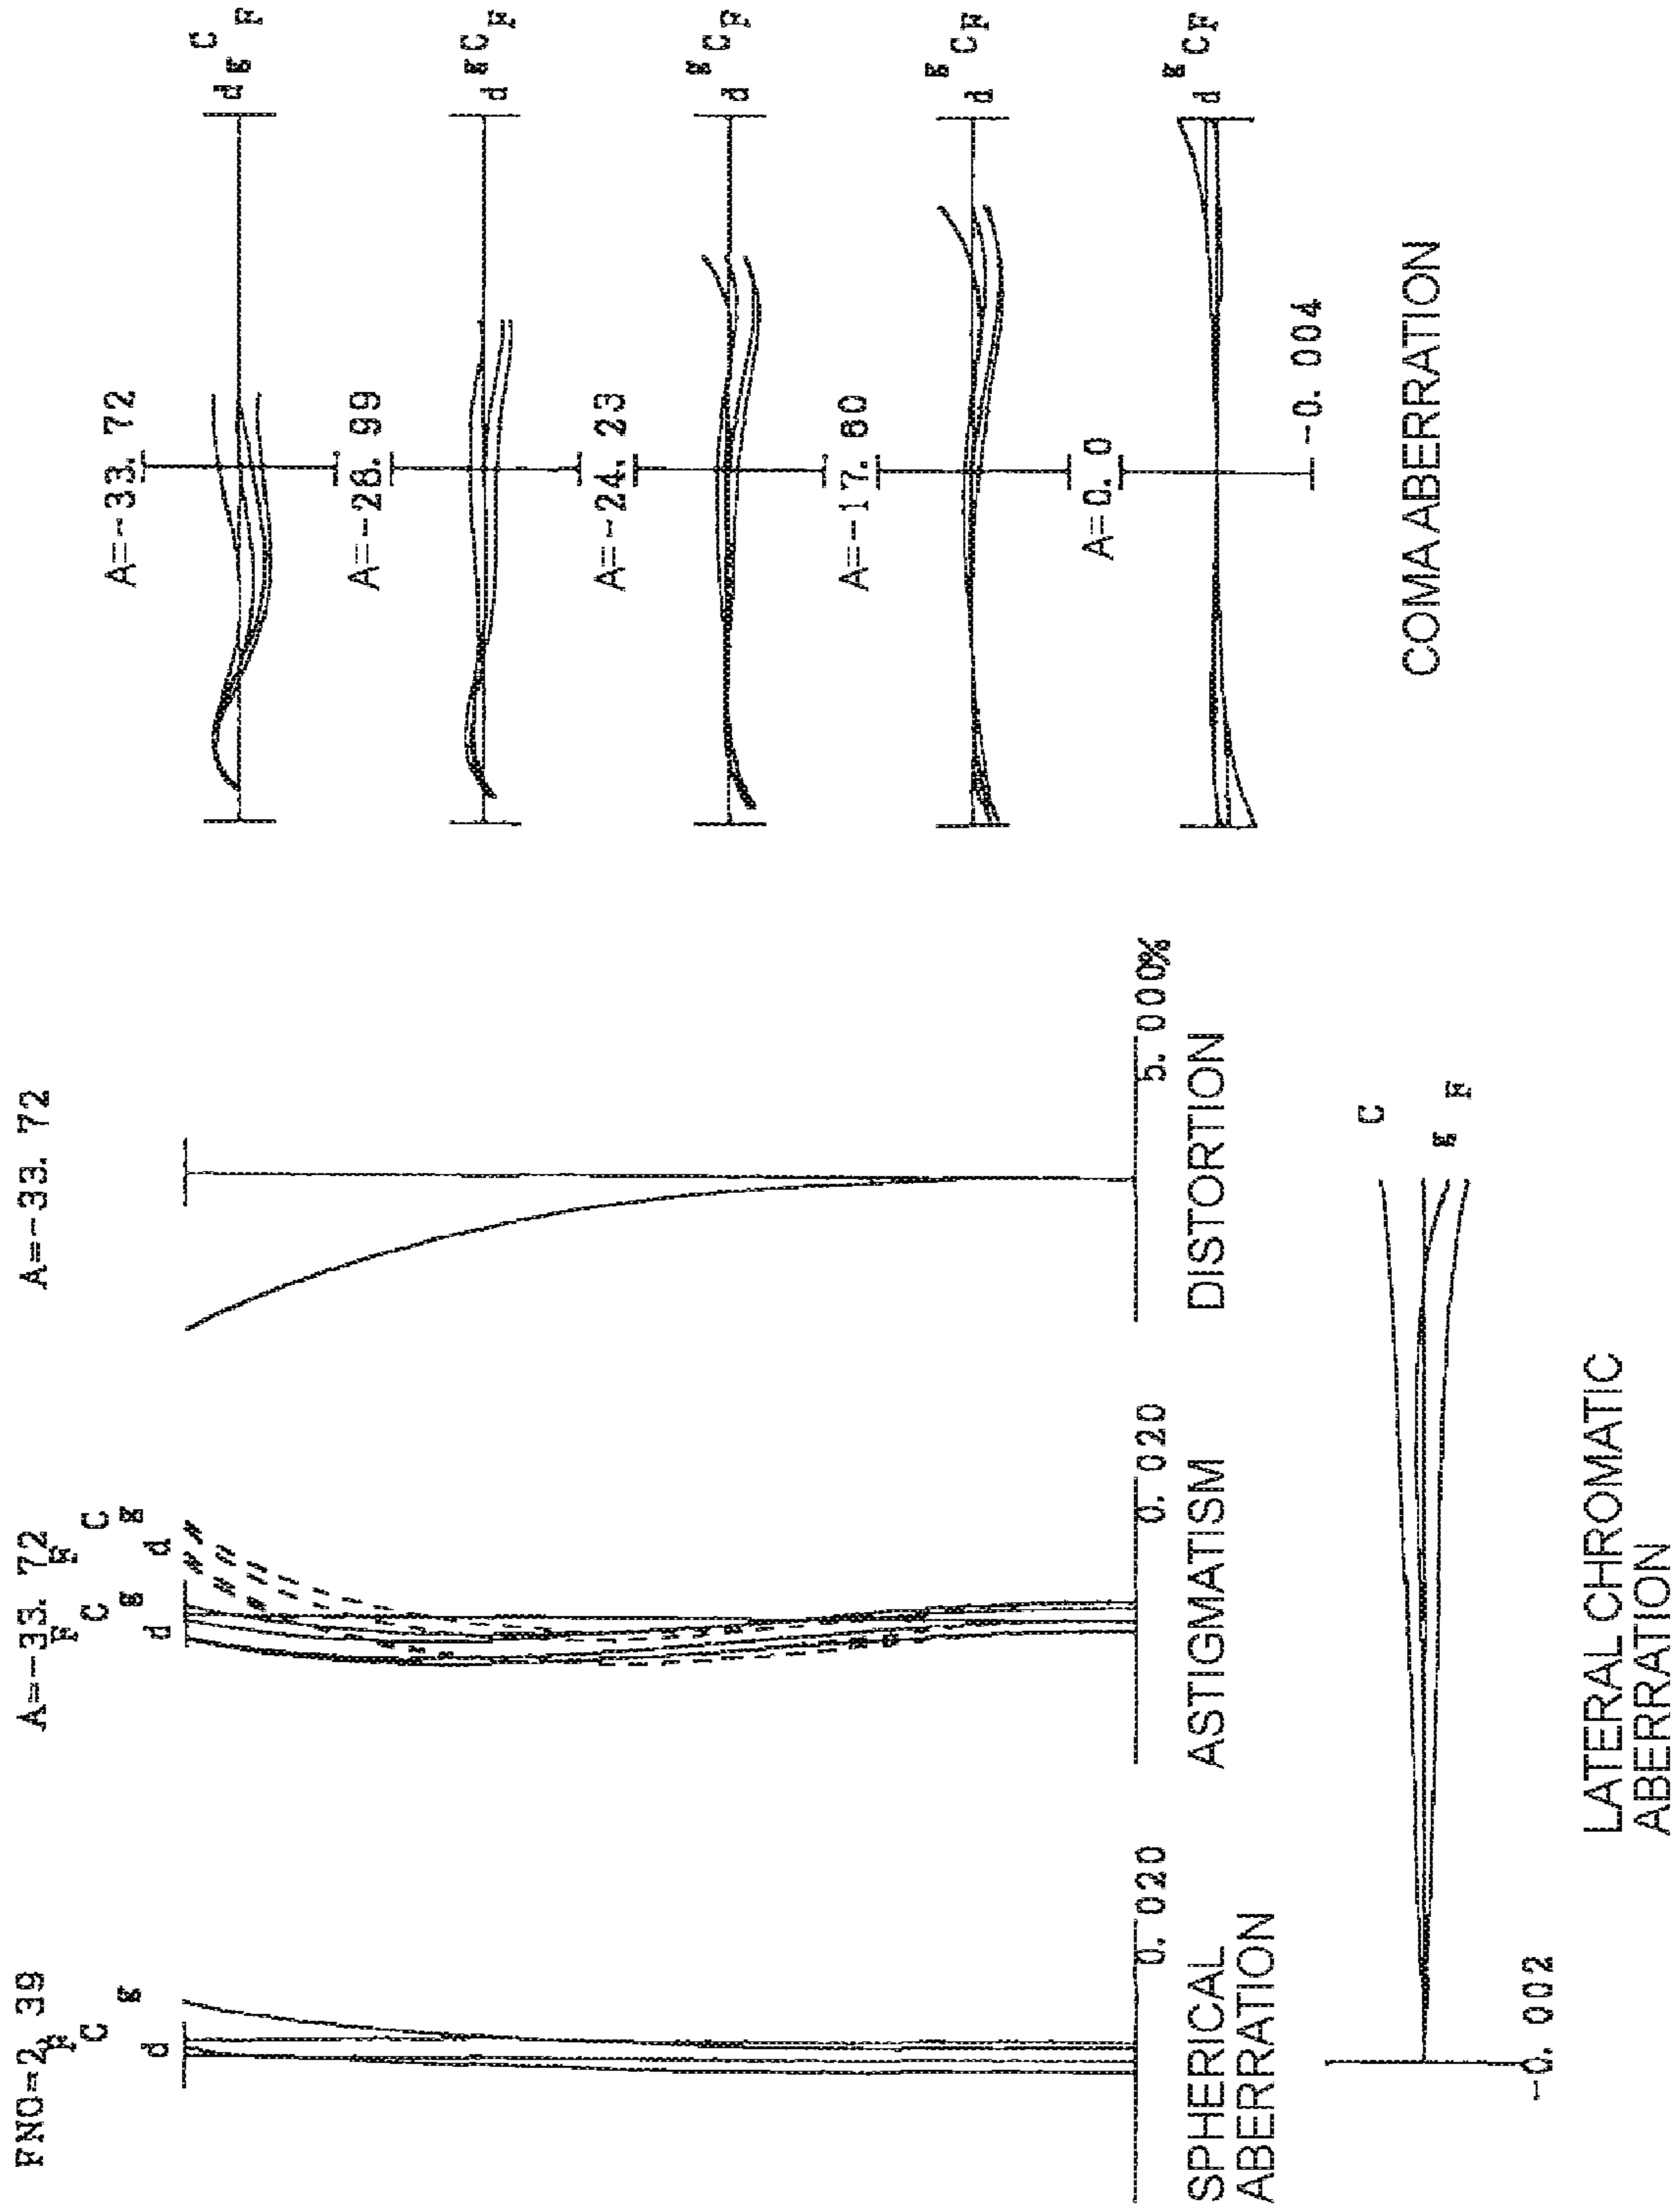 FNO=2. 39
F
C
g
d
0. 020
SPHERICAL
ABERRATION
A=-33. 72
F
C
g
d
F
C
g
d
0. 020
ASTIGMATISM
A=-33. 72
5. 000%
DISTORTION
A=-33. 72
d g C F
A=-28. 99
d g C F
A=-24. 23
d g C F
A=-17. 60
d g C F
A=0. 0
d g C F
-0. 004
COMA ABERRATION
-0. 002
C
g
F
LATERAL CHROMATIC
ABERRATION